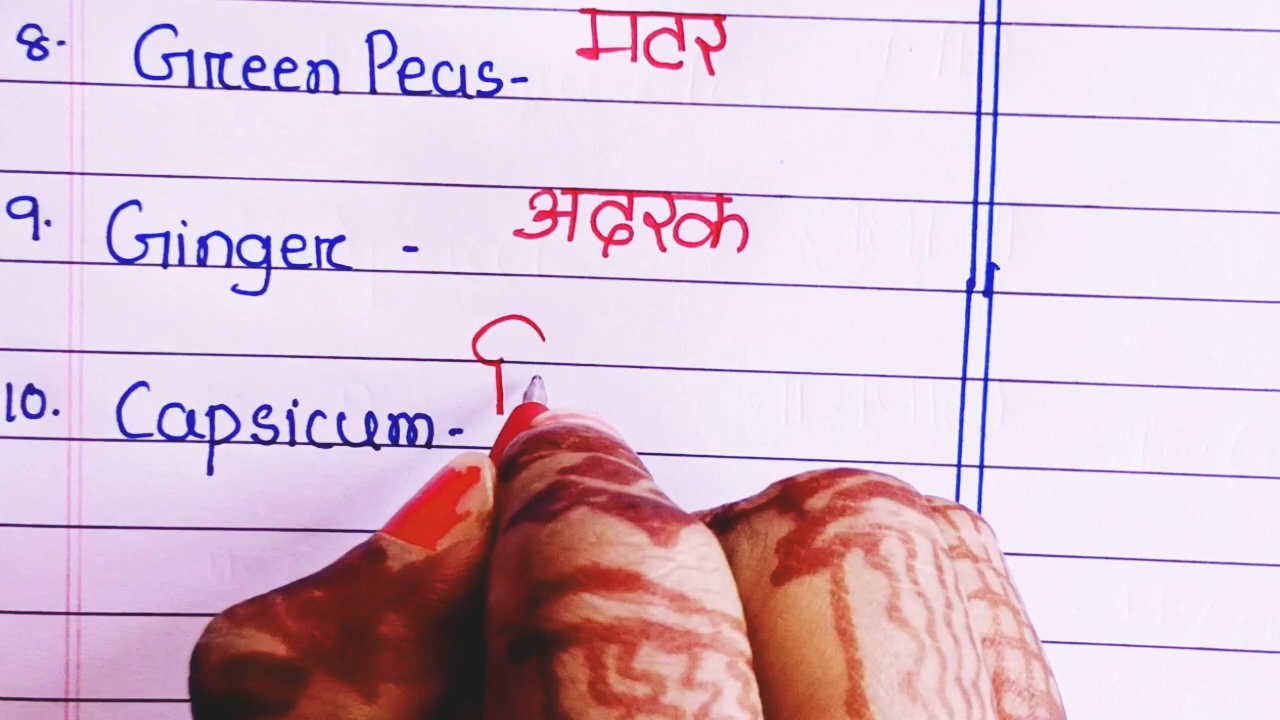 8. Green Peas- मटर
9. Ginger - अदरक
10. Capsicum-